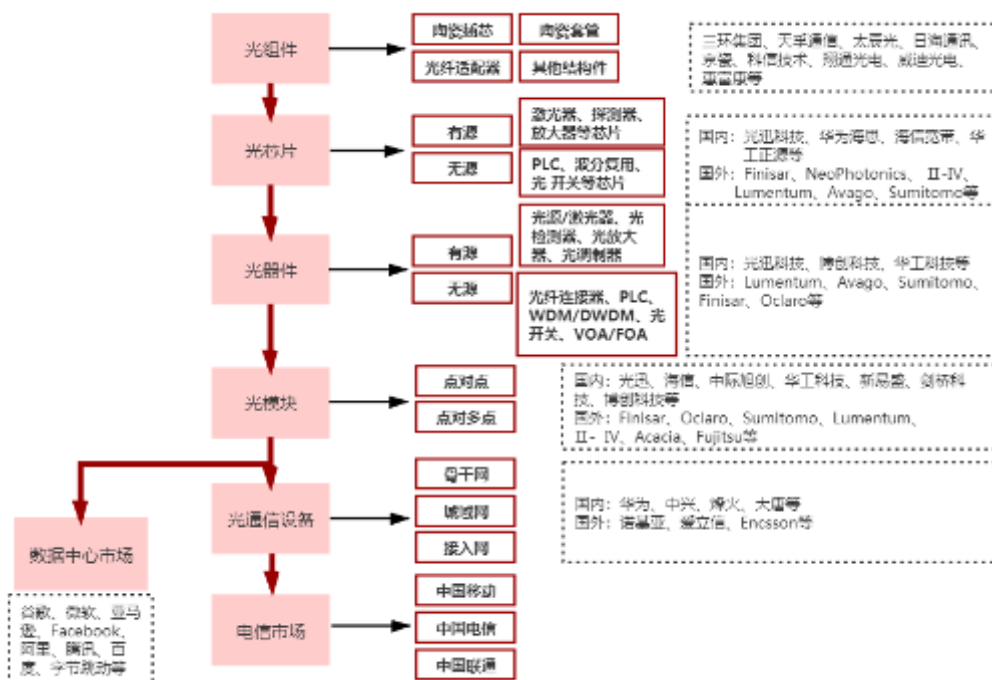 光组件
陶瓷插芯
陶瓷套管
光纤适配器
其他结构件
三环集团、天孚通信、太辰光、日海通讯、
京瓷、科信技术、翔通光电、威迪光电、
惠富康等
光芯片
有源
无源
激光器、探测器、
放大器等芯片
PLC、波分复用、
光 开关等芯片
国内：光迅科技、华为海思、海信宽带、华
工正源等
国外：Finisar、NeoPhotonics、 II-IV、
Lumentum、Avago、Sumitomo等
光器件
有源
无源
光源/激光器、光
检测器、光放大
器、光调制器
光纤连接器、PLC、
WDM/DWDM、光
开关、VOA/FOA
国内：光迅科技、博创科技、华工科技等
国外：Lumentum、Avago、Sumitomo、
Finisar、Oclaro等
光模块
点对点
点对多点
国内：光迅、海信、中际旭创、华工科技、新易盛、剑桥科
技、博创科技等
国外：Finisar、Oclaro、Sumitomo、Lumentum、
II- IV、Acacia、Fujitsu等
光通信设备
骨干网
城域网
接入网
国内：华为、中兴、烽火、大唐等
国外：诺基亚、爱立信、Encsson等
数据中心市场
谷歌、微软、亚马
逊、Facebook、
阿里、腾讯、百
度、字节跳动等
电信市场
中国移动
中国电信
中国联通